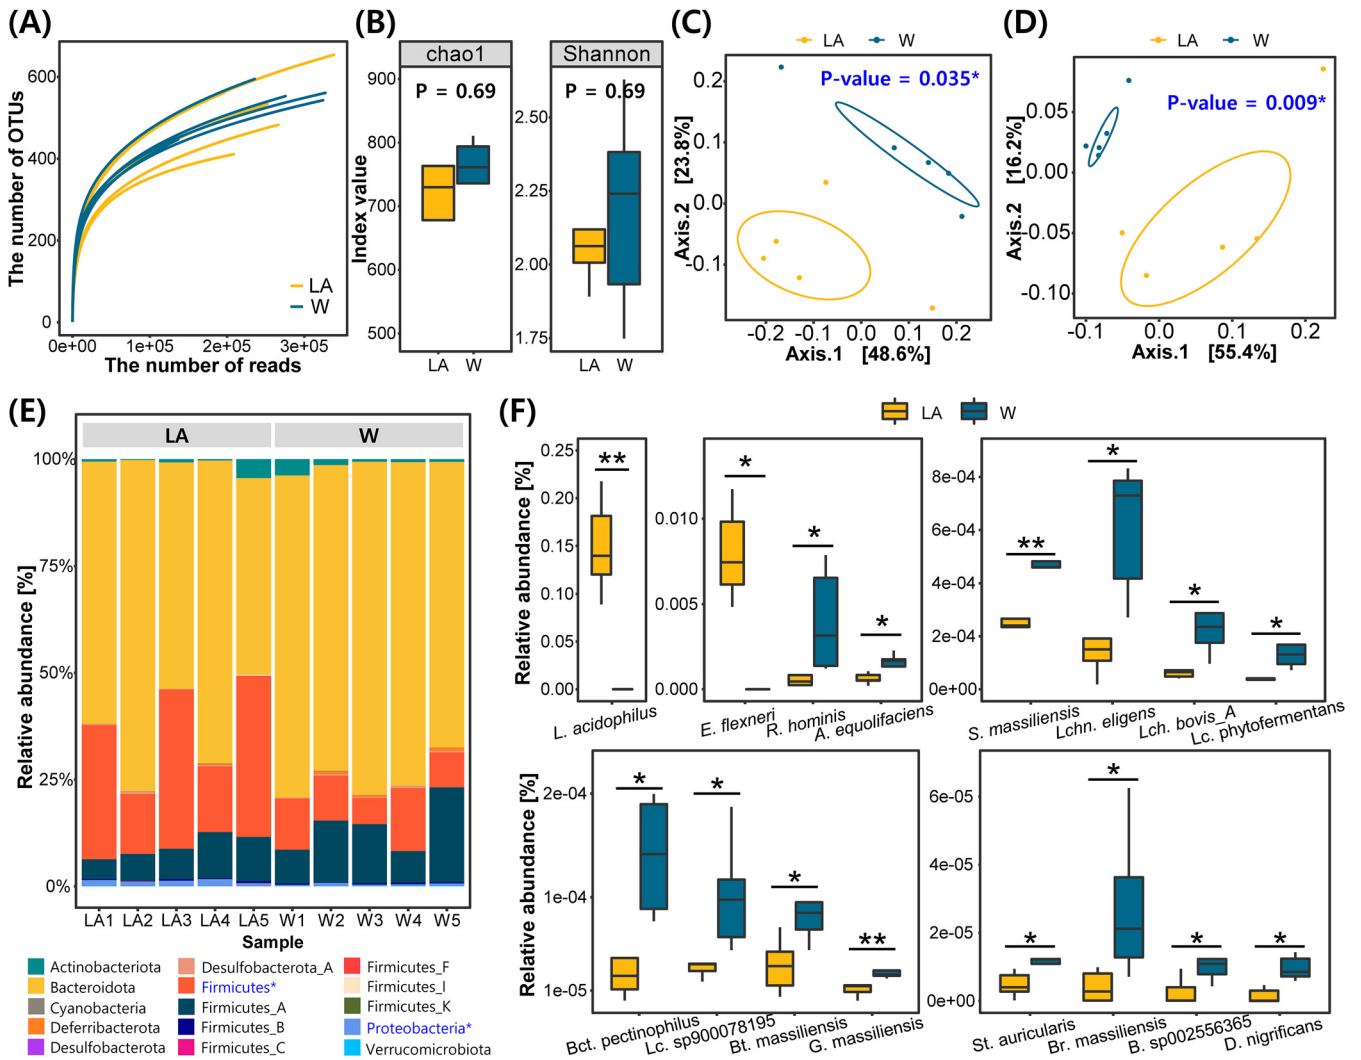 (A)
The number of OTUs
600
400
200
0
0e+00 1e+05 2e+05 3e+05
The number of reads
LA
W
(B)
chao1
P = 0.69
Index value
900
800
700
600
500
LA W
Shannon
P = 0.69
2.50
2.25
2.00
1.75
LA W
(C)
LA W
P-value = 0.035*
Axis.2 [23.8%]
0.2
0.1
0.0
-0.1
-0.2 -0.1 0.0 0.1 0.2
Axis.1 [48.6%]
(D)
LA W
P-value = 0.009*
Axis.2 [16.2%]
0.05
0.00
-0.05
-0.10
-0.1 0.0 0.1 0.2
Axis.1 [55.4%]
(E)
LA W
Relative abundance [%]
100%
75%
50%
25%
0%
LA1 LA2 LA3 LA4 LA5 W1 W2 W3 W4 W5
Sample
Actinobacteriota
Bacteroidota
Cyanobacteria
Deferribacterota
Desulfobacterota
Desulfobacterota_A
Firmicutes*
Firmicutes_A
Firmicutes_B
Firmicutes_C
Firmicutes_F
Firmicutes_I
Firmicutes_K
Proteobacteria*
Verrucomicrobiota
(F)
LA W
Relative abundance [%]
0.25
0.20
0.15
0.10
0.05
0.00
**
L. acidophilus
0.010
0.005
0.000
* * *
E. flexneri
R. hominis
A. equolifaciens
8e-04
6e-04
4e-04
2e-04
0e+00
** * * *
S. massiliensis
Lchn. eligens
Lch. bovis_A
Lc. phytofermentans
Relative abundance [%]
2e-04
1e-04
1e-05
* * * **
Bct. pectinophilus
Lc. sp900078195
Bt. massiliensis
G. massiliensis
6e-05
4e-05
2e-05
0e+00
* * * *
St. auricularis
Br. massiliensis
B. sp002556365
D. nigrificans